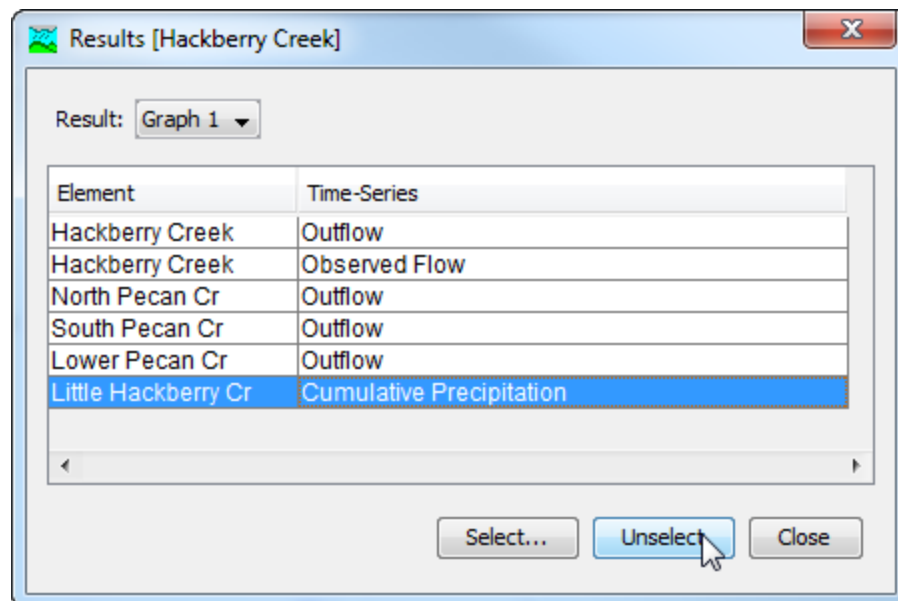 Results [Hackberry Creek]
Result: Graph 1
Element Time-Series
Hackberry Creek Outflow
Hackberry Creek Observed Flow
North Pecan Cr Outflow
South Pecan Cr Outflow
Lower Pecan Cr Outflow
Little Hackberry Cr Cumulative Precipitation
Select... Unselect Close